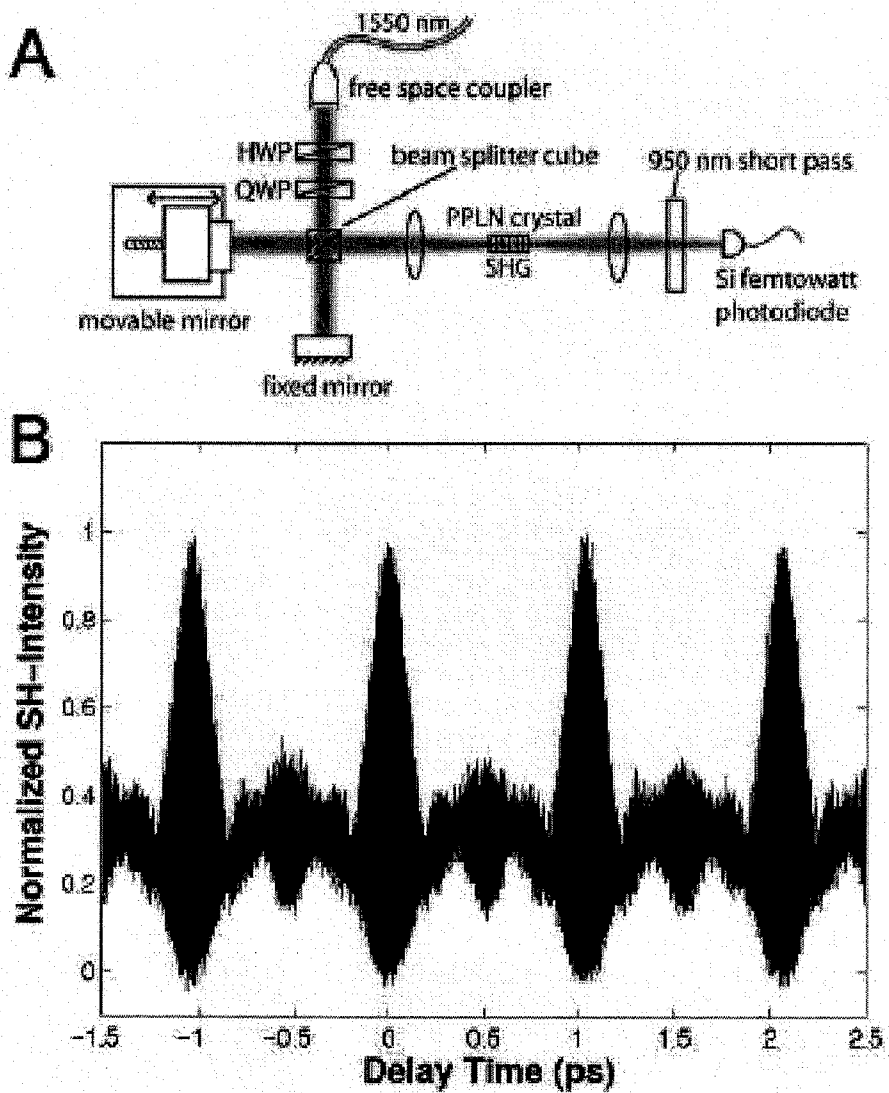 A
1550 nm
free space coupler
HWP
beam splitter cube
950 nm short pass
QWP
PPLN crystal
SHG
Si femtowatt
photodiode
movable mirror
fixed mirror
B
Normalized SH-Intensity
1
0.8
0.6
0.4
0.2
0
-1.5 -1 -0.5 0 0.5 1 1.5 2 2.5
Delay Time (ps)